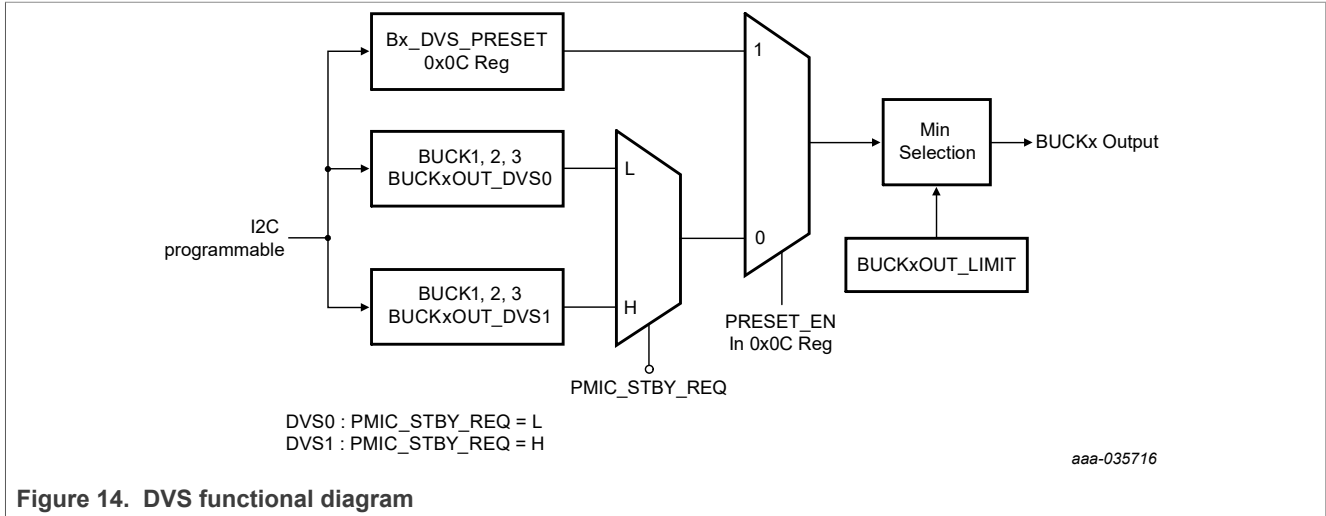 Bx_DVS_PRESET
0x0C Reg
1
Min
Selection
BUCKx Output
BUCK1, 2, 3
BUCKxOUT_DVS0
L
I2C
programmable
0
BUCKxOUT_LIMIT
BUCK1, 2, 3
BUCKxOUT_DVS1
H
PRESET_EN
In 0x0C Reg
PMIC_STBY_REQ
DVS0 : PMIC_STBY_REQ = L
DVS1 : PMIC_STBY_REQ = H
aaa-035716
Figure 14. DVS functional diagram